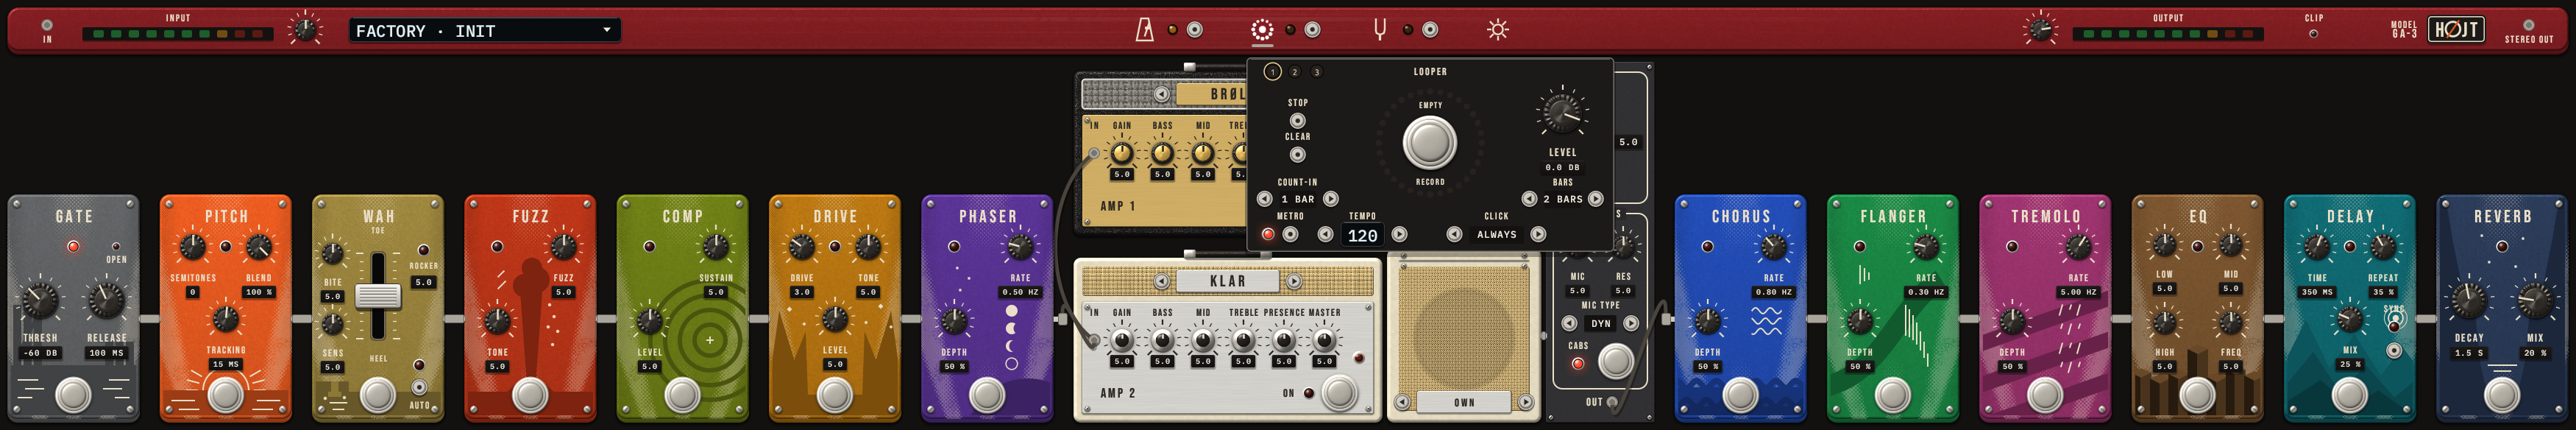 INPUT
IN
FACTORY · INIT
OUTPUT
CLIP
MODEL
GA-3
HØJT
STEREO OUT
1 2 3
LOOPER
STOP
CLEAR
EMPTY
RECORD
LEVEL
0.0 DB
COUNT-IN
1 BAR
BARS
2 BARS
METRO
TEMPO
120
CLICK
ALWAYS
IN GAIN BASS MID
5.0 5.0 5.0
AMP 1
5.0
KLAR
IN GAIN BASS MID TREBLE PRESENCE MASTER
5.0 5.0 5.0 5.0 5.0 5.0
AMP 2
ON
OWN
MIC RES
5.0 5.0
MIC TYPE
DYN
CABS
OUT
GATE
OPEN
THRESH RELEASE
-60 DB 100 MS
PITCH
SEMITONES BLEND
0 100 %
TRACKING
15 MS
WAH
TOE
ROCKER
5.0
BITE
5.0
SENS
5.0
HEEL
AUTO
FUZZ
FUZZ
5.0
TONE
5.0
COMP
SUSTAIN
5.0
LEVEL
5.0
DRIVE
DRIVE TONE
3.0 5.0
LEVEL
5.0
PHASER
RATE
0.50 HZ
DEPTH
50 %
CHORUS
RATE
0.80 HZ
DEPTH
50 %
FLANGER
RATE
0.30 HZ
DEPTH
50 %
TREMOLO
RATE
5.00 HZ
DEPTH
50 %
EQ
LOW MID
5.0 5.0
HIGH FREQ
5.0 5.0
DELAY
TIME REPEAT
350 MS 35 %
SYNC
MIX
25 %
REVERB
DECAY MIX
1.5 S 20 %